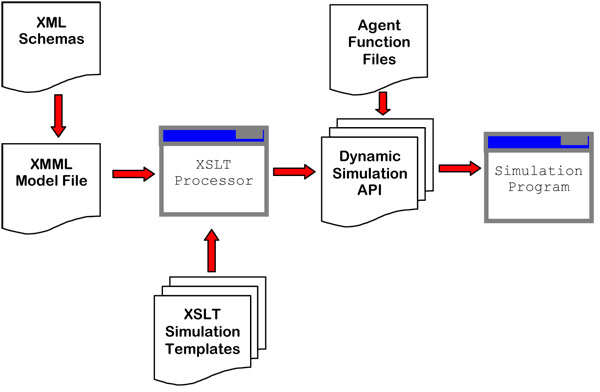 XML
Schemas
Agent
Function
Files
XMML
Model File
XSLT
Processor
Dynamic
Simulation
API
Simulation
Program
XSLT
Simulation
Templates